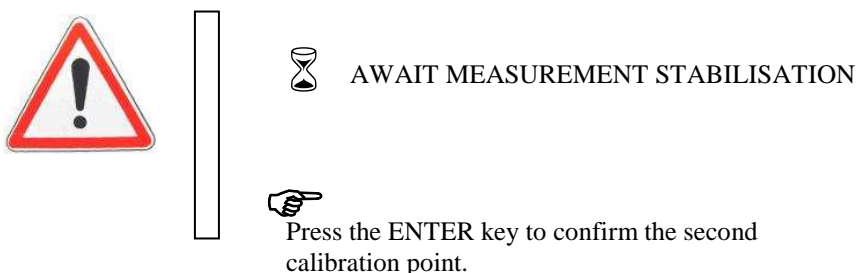 AWAIT MEASUREMENT STABILISATION
Press the ENTER key to confirm the second
calibration point.